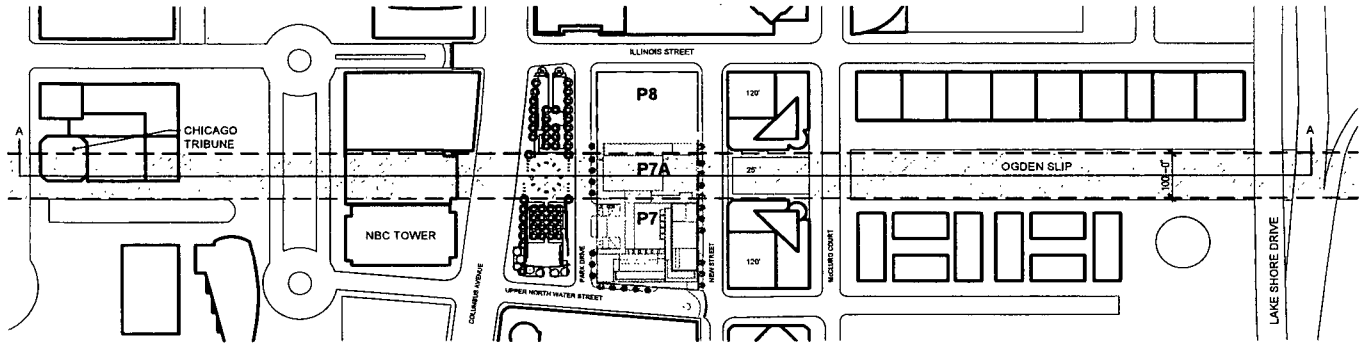 ILLINOIS STREET
P8
120'
A
CHICAGO
TRIBUNE
A
P7A
25'
OGDEN SLIP
100'-0"
P7
NBC TOWER
120'
PARK DRIVE
NEW STREET
McCLURG COURT
COLUMBUS AVENUE
UPPER NORTH WATER STREET
LAKE SHORE DRIVE